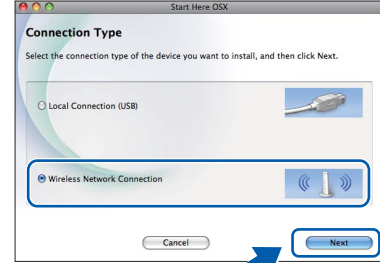 Start Here OSX
Connection Type
Select the connection type of the device you want to install, and then click Next.
Local Connection (USB)
Wireless Network Connection
Cancel
Next